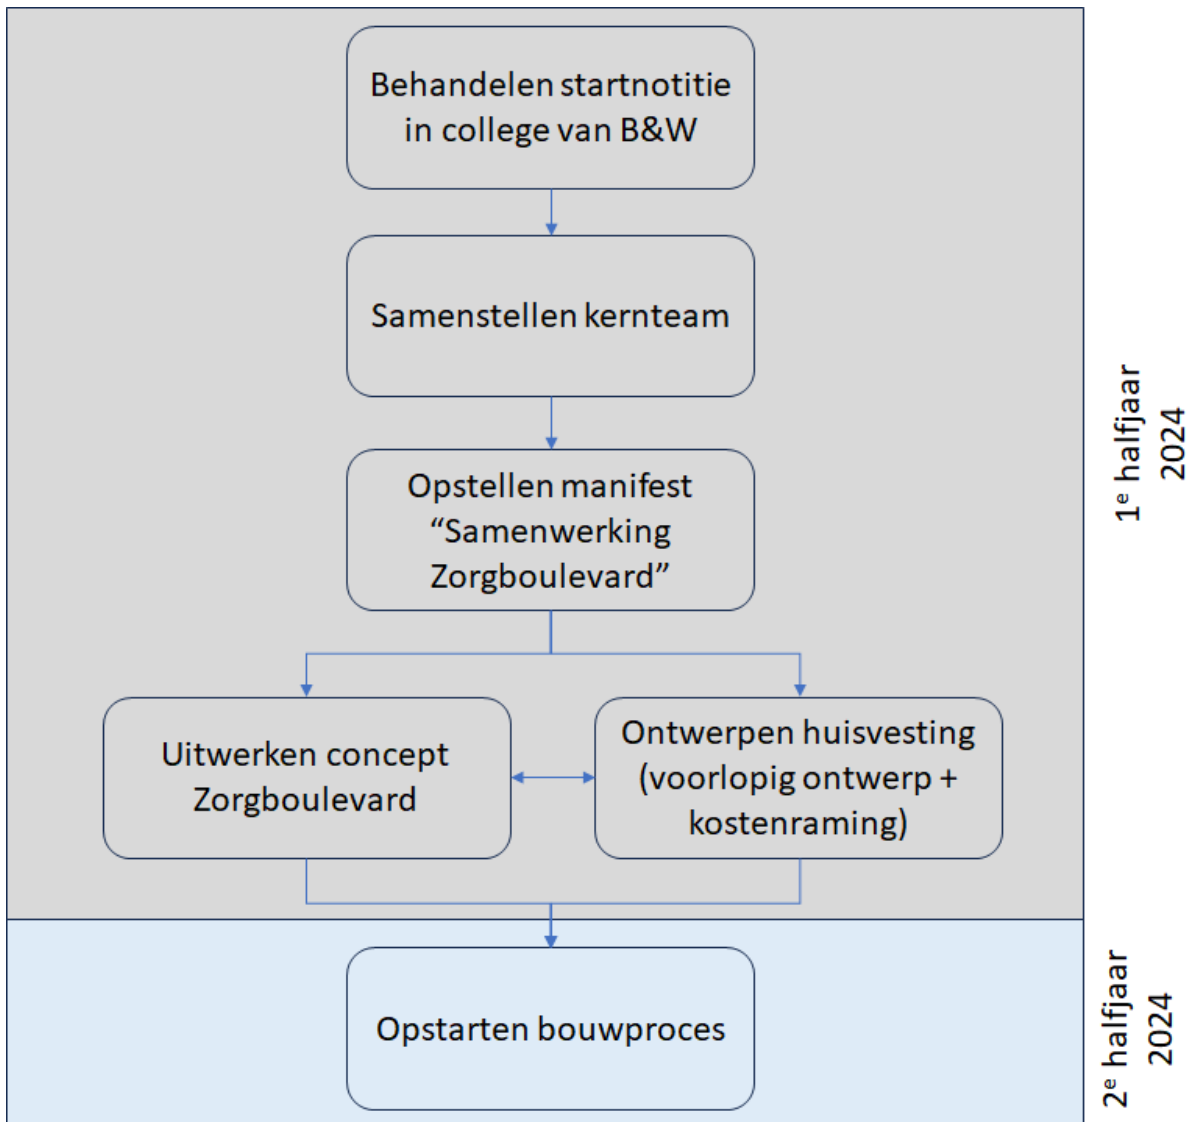 Behandelen startnotitie
in college van B&W
Samenstellen kernteam
Opstellen manifest
“Samenwerking
Zorgboulevard”
Uitwerken concept
Zorgboulevard
Ontwerpen huisvesting
(voorlopig ontwerp +
kostenraming)
1e halfjaar
2024
Opstarten bouwproces
2e halfjaar
2024